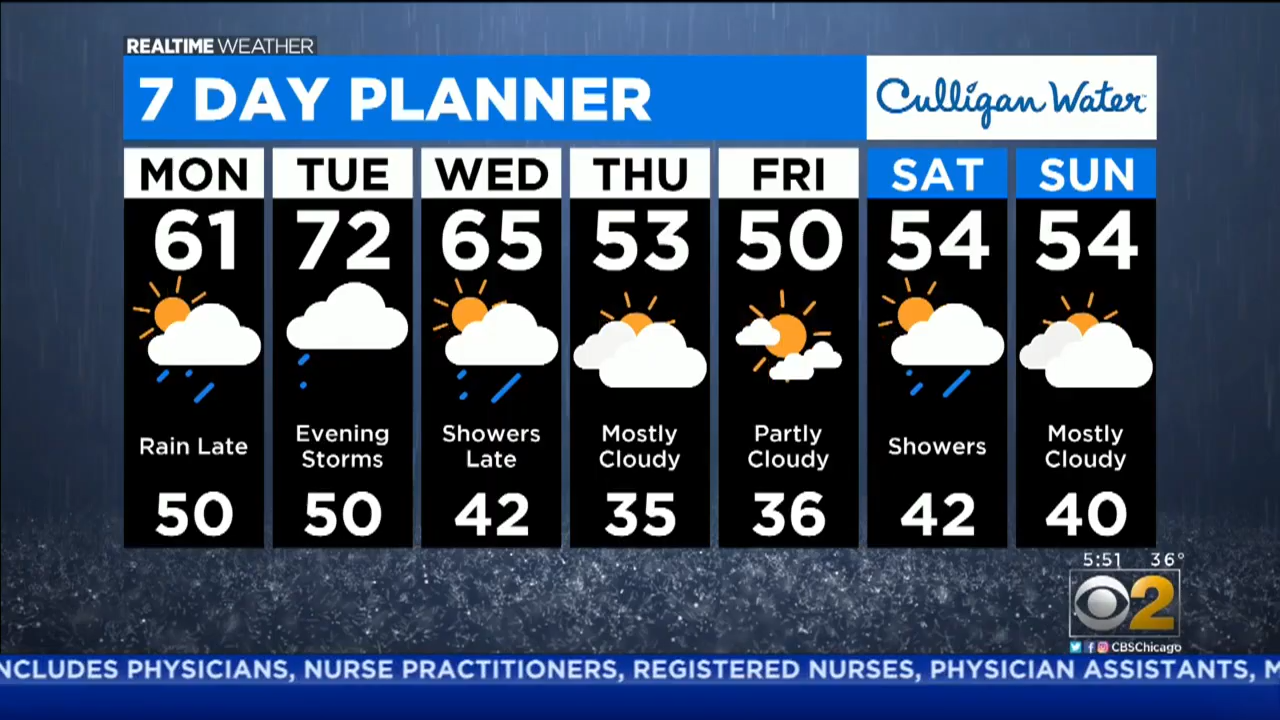 REALTIME WEATHER
7 DAY PLANNER
Culligan Water™
MON TUE WED THU FRI SAT SUN
61 72 65 53 50 54 54
Rain Late
Evening
Storms
Showers
Late
Mostly
Cloudy
Partly
Cloudy
Showers
Mostly
Cloudy
50 50 42 35 36 42 40
5:51 36°
2
CBSChicago
NCLUDES PHYSICIANS, NURSE PRACTITIONERS, REGISTERED NURSES, PHYSICIAN ASSISTANTS, M